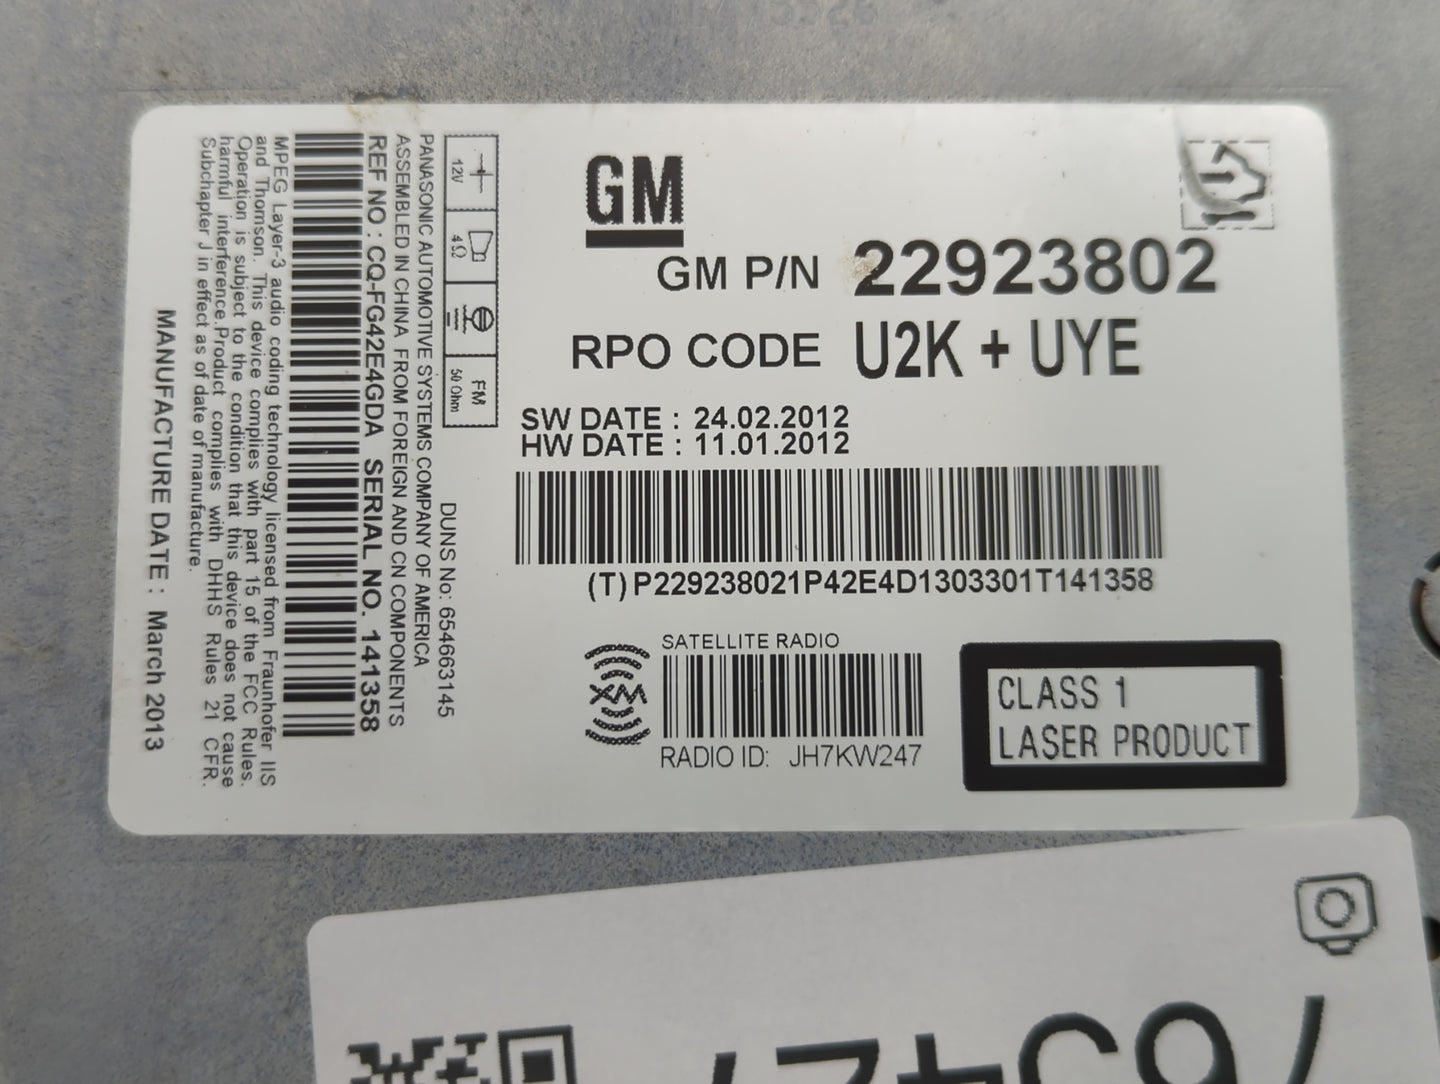 GM
GM P/N 22923802
RPO CODE U2K + UYE
SW DATE : 24.02.2012
HW DATE : 11.01.2012
(T)P229238021P42E4D1303301T141358
SATELLITE RADIO
XM
RADIO ID: JH7KW247
CLASS 1
LASER PRODUCT
12V
4Ω
FM
50 Ohm
DUNS No: 654663145
PANASONIC AUTOMOTIVE SYSTEMS COMPANY OF AMERICA
ASSEMBLED IN CHINA FROM FOREIGN AND CN COMPONENTS
REF NO : CQ-FG42E4GDA SERIAL NO. 141358
MPEG Layer-3 audio coding technology licensed from Fraunhofer IIS
and Thomson. This device complies with part 15 of the FCC Rules.
Operation is subject to the condition that this device does not cause
harmful interference.Product complies with DHHS Rules 21 CFR.
Subchapter J in effect as of date of manufacture.
MANUFACTURE DATE : March 2013